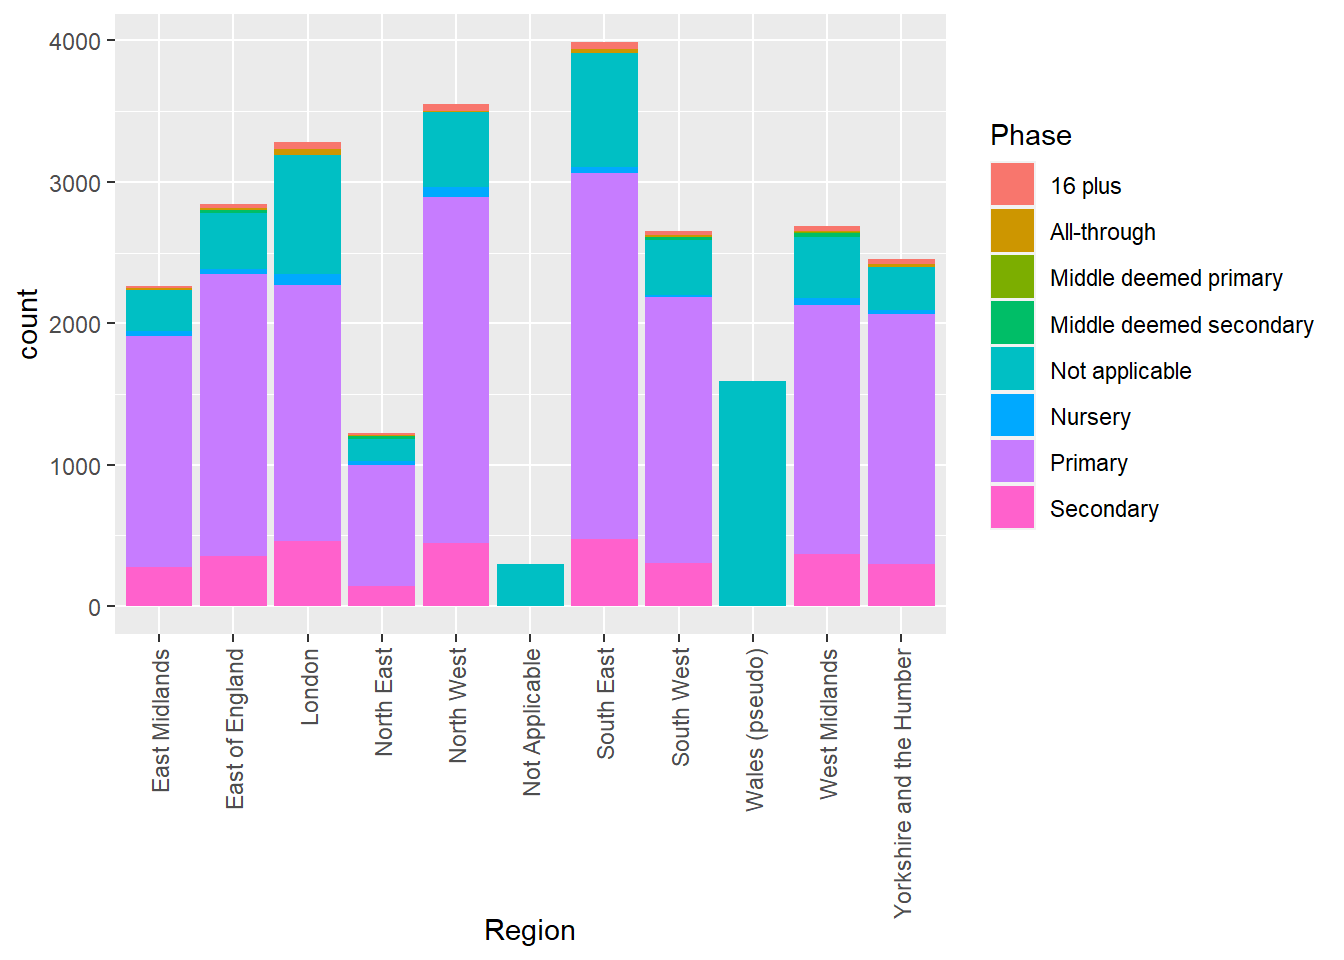 4000
3000
2000
1000
0
count
East Midlands
East of England
London
North East
North West
Not Applicable
South East
South West
Wales (pseudo)
West Midlands
Yorkshire and the Humber
Region
Phase
16 plus
All-through
Middle deemed primary
Middle deemed secondary
Not applicable
Nursery
Primary
Secondary